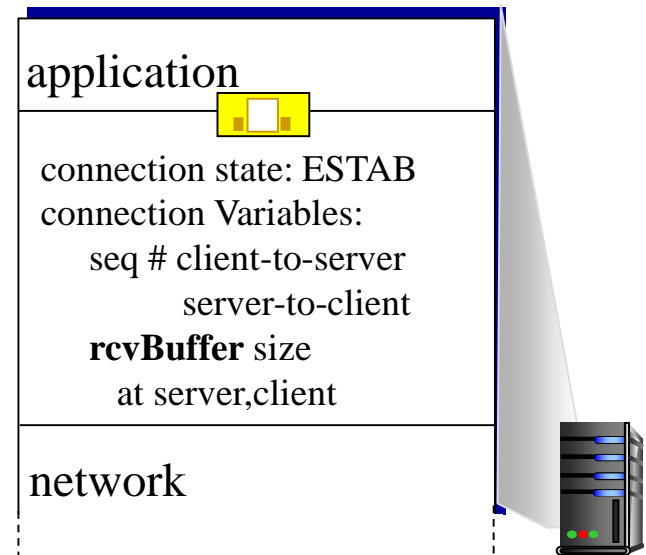 application
connection state: ESTAB
connection Variables:
seq # client-to-server
server-to-client
rcvBuffer size
at server,client
network